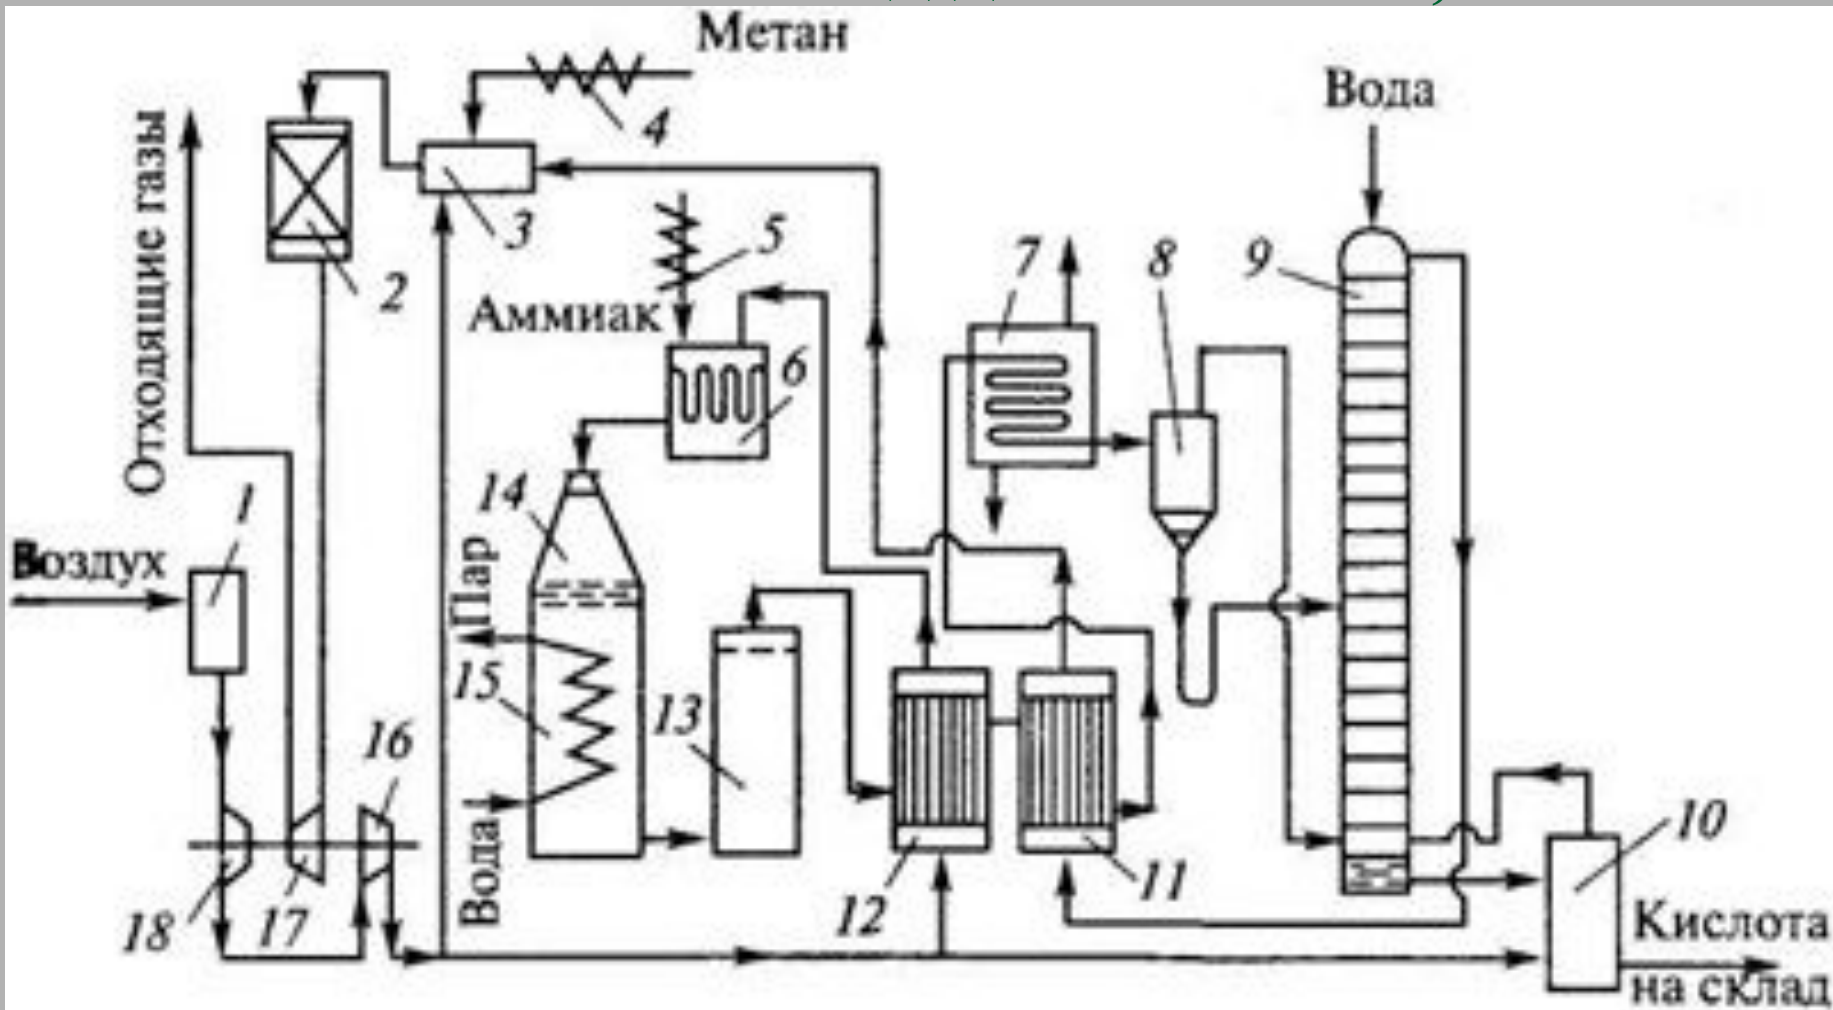 Метан
Вода
4
Отходящие газы
3
5
2
7
8
9
Аммиак
6
14
1
Воздух
Пар
15
13
16
10
12
11
18
17
Вода
Кислота
на склад